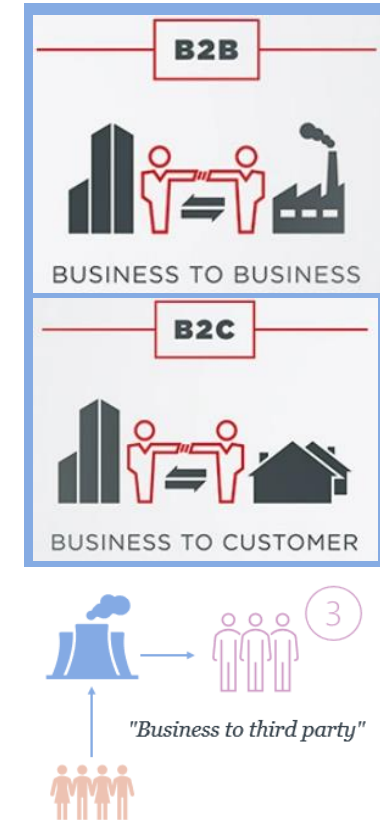 B2B
BUSINESS TO BUSINESS
B2C
BUSINESS TO CUSTOMER
3
"Business to third party"